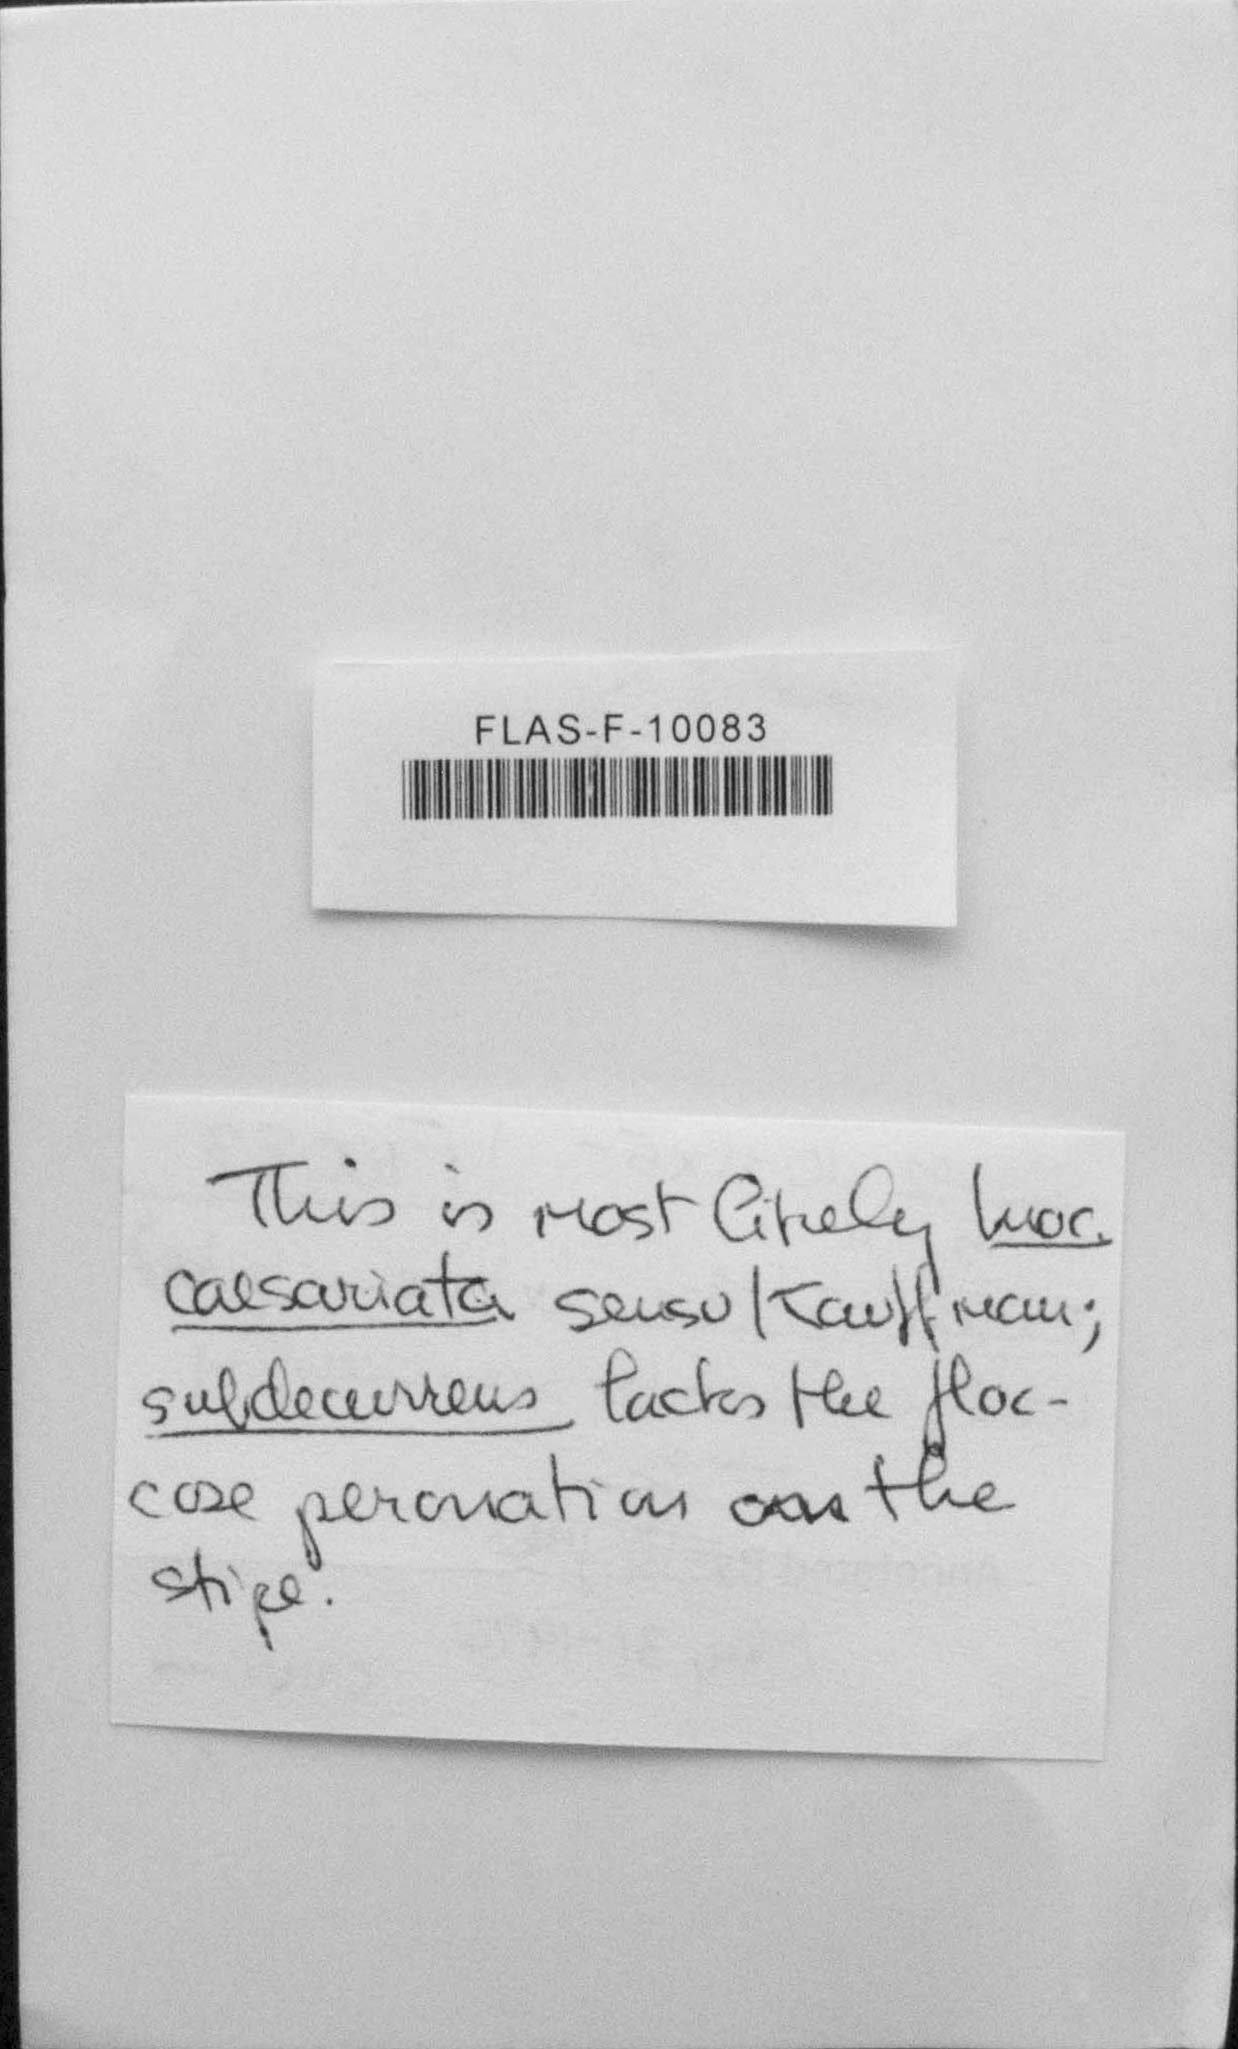 FLAS-F-10083
This is most likely Inoc.
caesariata sensu Kauffman;
subdecurrens lacks the floc-
cose peronation on the
stipe.